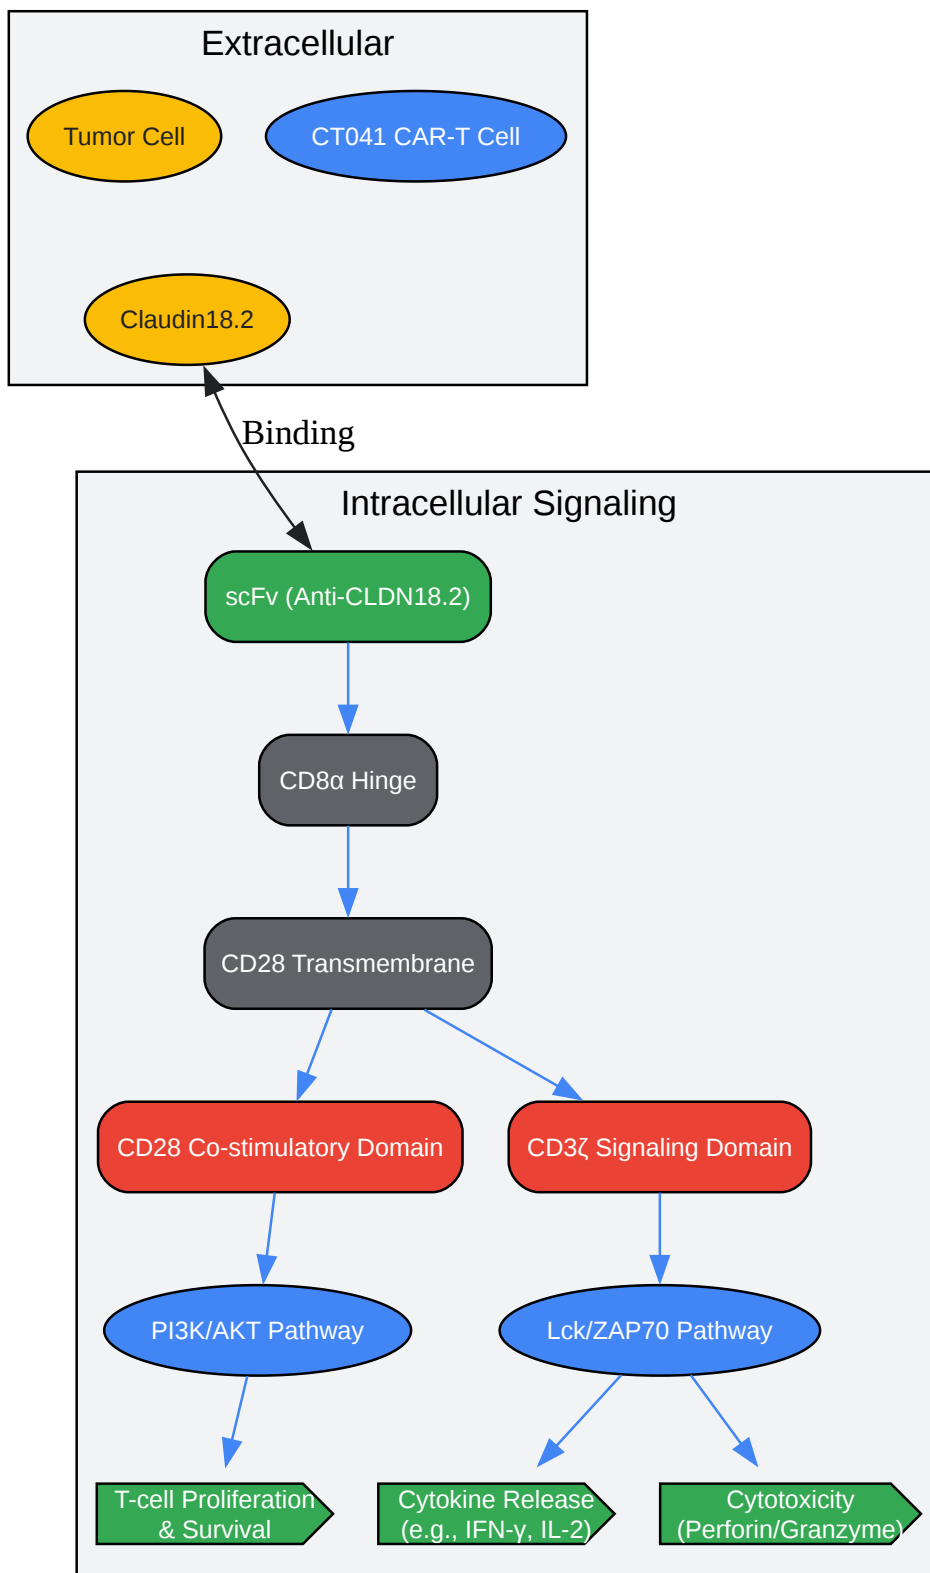 Extracellular
Tumor Cell
CT041 CAR-T Cell
Claudin18.2
Binding
Intracellular Signaling
scFv (Anti-CLDN18.2)
CD8α Hinge
CD28 Transmembrane
CD28 Co-stimulatory Domain
CD3ζ Signaling Domain
PI3K/AKT Pathway
Lck/ZAP70 Pathway
T-cell Proliferation
& Survival
Cytokine Release
(e.g., IFN-γ, IL-2)
Cytotoxicity
(Perforin/Granzyme)